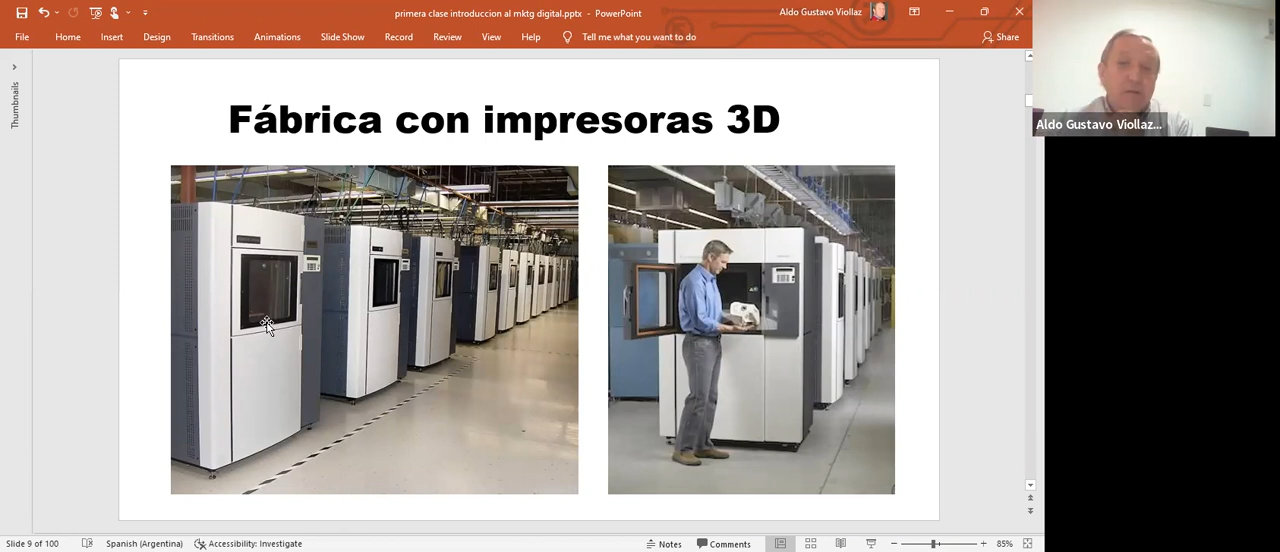 primera clase introduccion al mktg digital.pptx - PowerPoint
Aldo Gustavo Viollaz
File Home Insert Design Transitions Animations Slide Show Record Review View Help Tell me what you want to do Share
Thumbnails
Fábrica con impresoras 3D
Aldo Gustavo Viollaz...
Slide 9 of 100 Spanish (Argentina) Accessibility: Investigate Notes Comments 85%